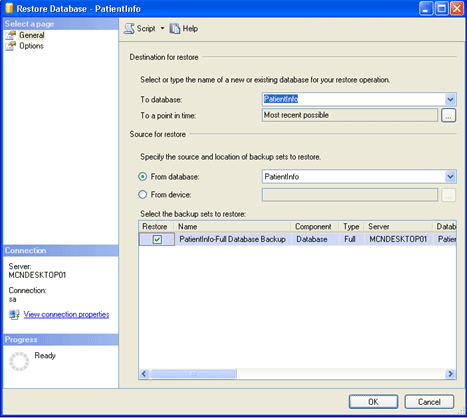 Restore Database - PatientInfo
Select a page
General
Options
Script
Help
Destination for restore
Select or type the name of a new or existing database for your restore operation.
To database:
PatientInfo
To a point in time:
Most recent possible
...
Source for restore
Specify the source and location of backup sets to restore.
From database:
PatientInfo
From device:
...
Select the backup sets to restore:
Restore Name Component Type Server Datab
PatientInfo-Full Database Backup Database Full MCNDESKTOP01 Patier
Connection
Server:
MCNDESKTOP01
Connection:
sa
View connection properties
Progress
Ready
OK
Cancel